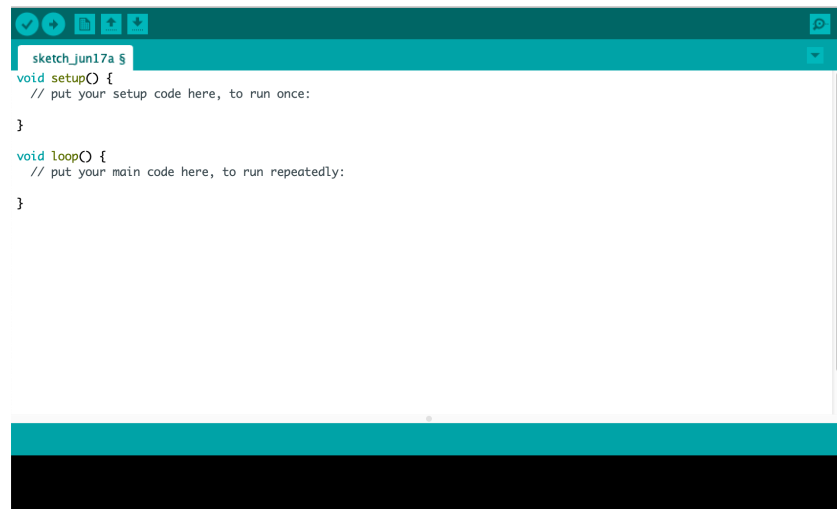 sketch_jun17a §
void setup() {
  // put your setup code here, to run once:
}
void loop() {
  // put your main code here, to run repeatedly:
}